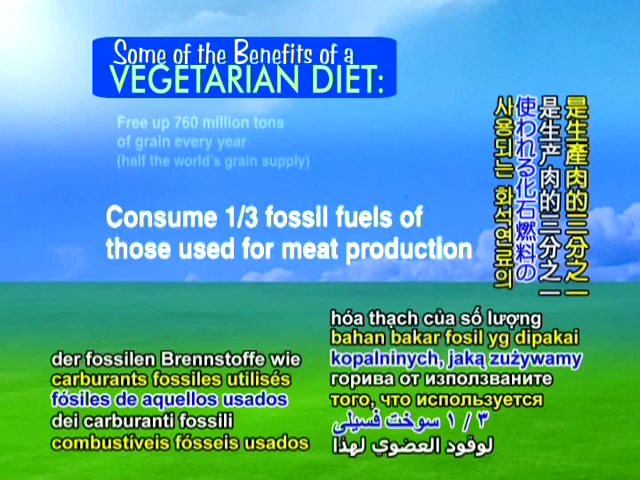 Some of the Benefits of a
VEGETARIAN DIET:
Free up 760 million tons
of grain every year
(half the world's grain supply)
Consume 1/3 fossil fuels of
those used for meat production
是生產肉的三分之一
是生产肉的三分之一
使われる化石燃料の
사용되는 화석연료의
der fossilen Brennstoffe wie
carburants fossiles utilisés
fósiles de aquellos usados
dei carburanti fossili
combustíveis fósseis usados
hóa thạch của số lượng
bahan bakar fosil yg dipakai
kopalninych, jaką zużywamy
горива от използваните
того, что используется
۱ / ۳ سوخت فسیلی
لوقود العضوي لهذا